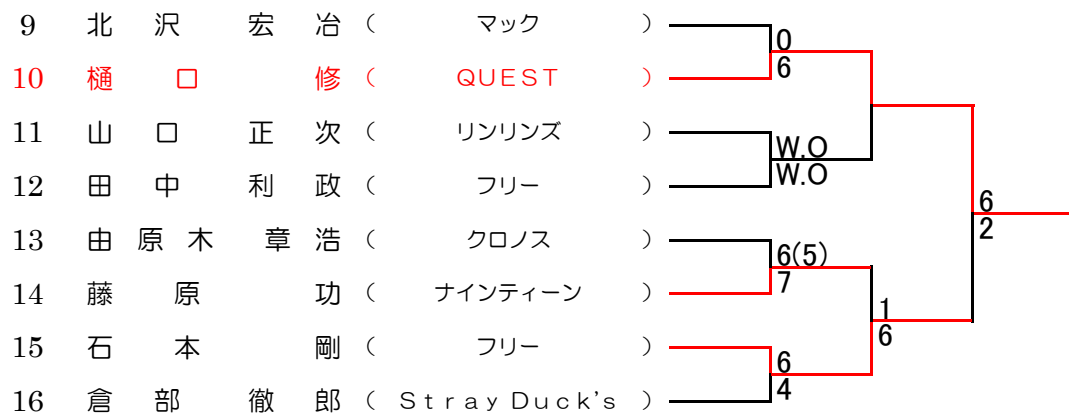 9 北沢 宏冶 (マック)
0
10 樋口 修 (QUEST)
6
11 山口 正次 (リンリンズ)
W.O
12 田中 利政 (フリー)
W.O
6
2
13 由原木 章浩 (クロノス)
6(5)
14 藤原 功 (ナインティーン)
7
1
6
15 石本 剛 (フリー)
6
16 倉部 徹郎 (Stray Duck's)
4